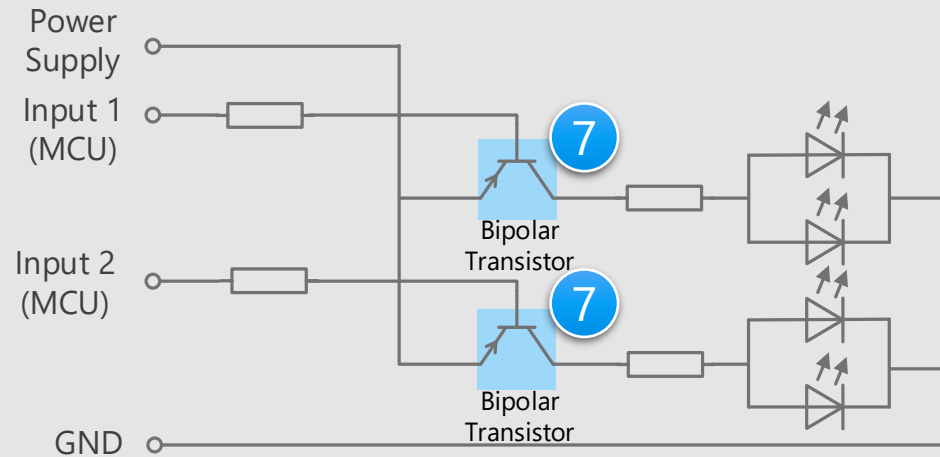 Power
Supply
Input 1
(MCU)
7
Bipolar
Transistor
Input 2
(MCU)
7
Bipolar
Transistor
GND